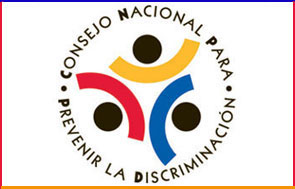 CONSEJO NACIONAL PARA
PREVENIR LA DISCRIMINACIÓN